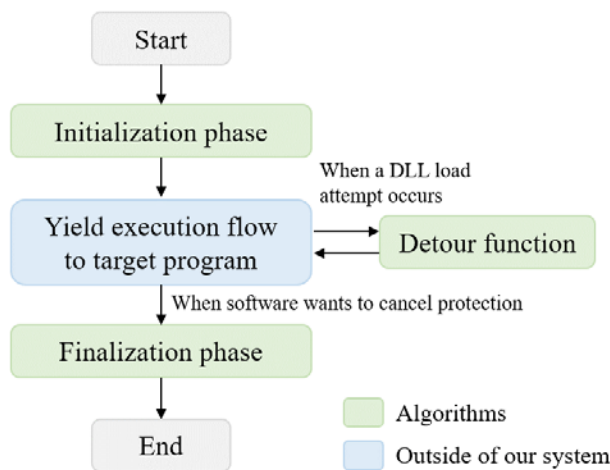 Start
Initialization phase
When a DLL load
attempt occurs
Yield execution flow
to target program
Detour function
When software wants to cancel protection
Finalization phase
End
Algorithms
Outside of our system